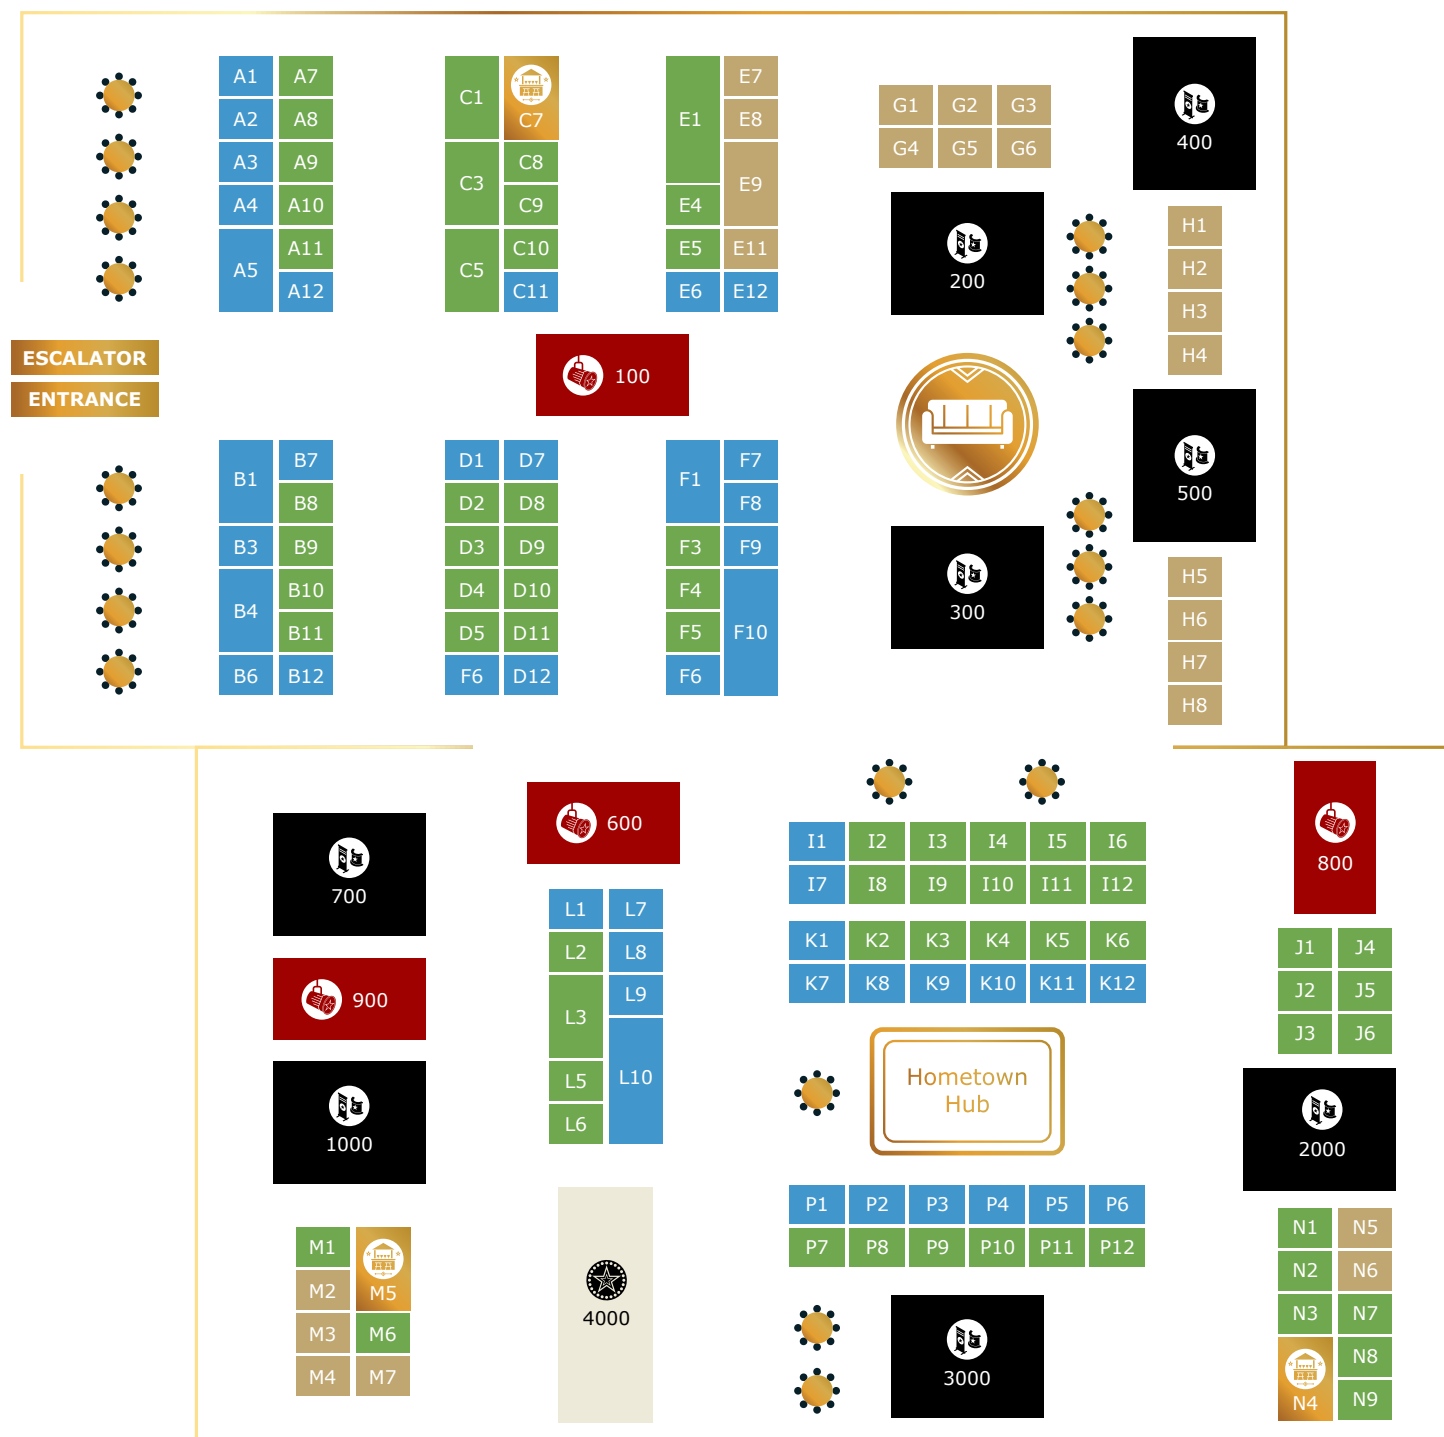 A1 A7
A2 A8
A3 A9
A4 A10
A5 A11
A12
C1 C7
C3 C8
C9
C5 C10
C11
E1 E7
E8
E9
E4
E5 E11
E6 E12
G1 G2 G3
G4 G5 G6
400
200
H1
H2
H3
H4
ESCALATOR
ENTRANCE
100
500
300
B1 B7
B8
B3 B9
B4 B10
B11
B6 B12
D1 D7
D2 D8
D3 D9
D4 D10
D5 D11
F6 D12
F1 F7
F8
F3 F9
F4 F10
F5
F6
H5
H6
H7
H8
700
900
1000
600
L1 L7
L2 L8
L3 L9
L10
L5
L6
I1 I2 I3 I4 I5 I6
I7 I8 I9 I10 I11 I12
K1 K2 K3 K4 K5 K6
K7 K8 K9 K10 K11 K12
Hometown
Hub
800
J1 J4
J2 J5
J3 J6
2000
M1 M5
M2
M3 M6
M4 M7
4000
P1 P2 P3 P4 P5 P6
P7 P8 P9 P10 P11 P12
3000
N1 N5
N2 N6
N3 N7
N4 N8
N9